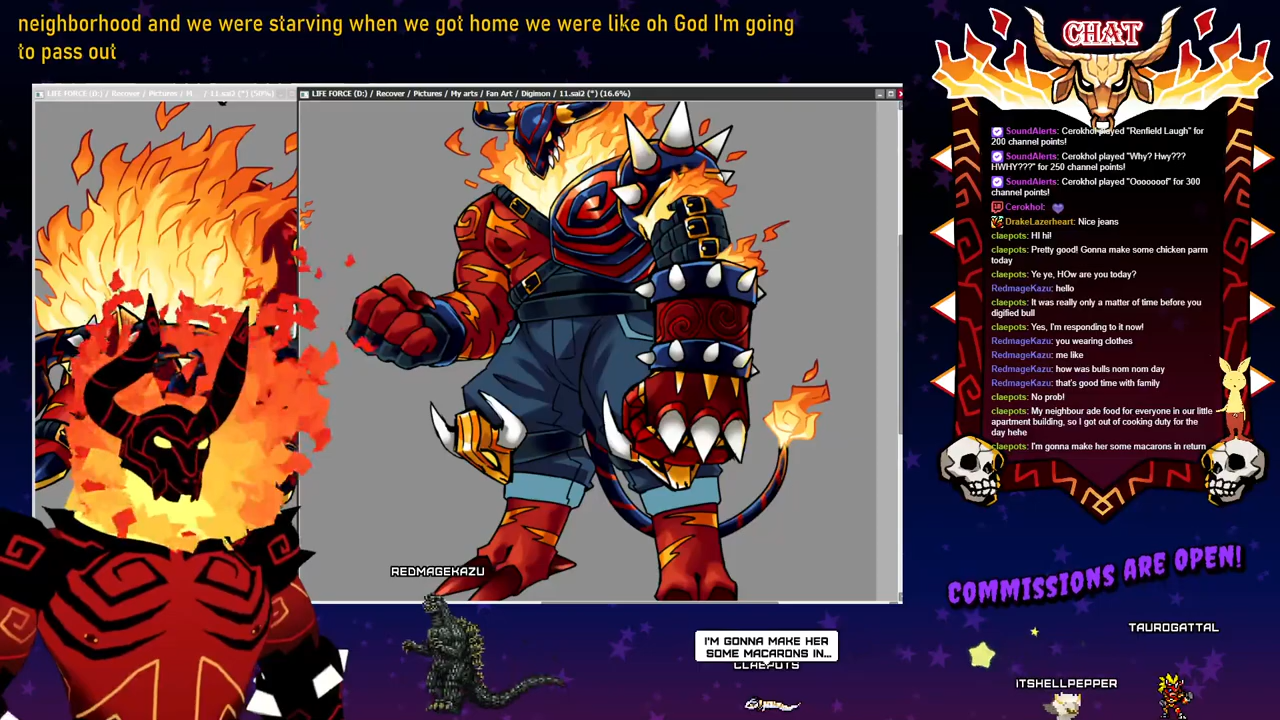 neighborhood and we were starving when we got home we were like oh God I'm going
to pass out
LIFE FORCE (D:) / Recover / Pictures / M / 11.sai2 (*) (50%)
LIFE FORCE (D:) / Recover / Pictures / My arts / Fan Art / Digimon / 11.sai2 (*) (16.6%)
CHAT
SoundAlerts: Cerokhol played "Renfield Laugh" for
200 channel points!
SoundAlerts: Cerokhol played "Why? Hwy???
HWHY???" for 250 channel points!
SoundAlerts: Cerokhol played "Ooooooof" for 300
channel points!
Cerokhol:
DrakeLazerheart: Nice jeans
claepots: HI hi!
claepots: Pretty good! Gonna make some chicken parm
today
claepots: Ye ye, HOw are you today?
RedmageKazu: hello
claepots: It was really only a matter of time before you
digified bull
claepots: Yes, I'm responding to it now!
RedmageKazu: you wearing clothes
RedmageKazu: me like
RedmageKazu: how was bulls nom nom day
RedmageKazu: that's good time with family
claepots: No prob!
claepots: My neighbour ade food for everyone in our little
apartment building, so I got out of cooking duty for the
day hehe
claepots: I'm gonna make her some macarons in return
COMMISSIONS ARE OPEN!
REDMAGEKAZU
I'M GONNA MAKE HER
SOME MACARONS IN...
CLAEPOTS
TAUROGATTAL
ITSHELLPEPPER